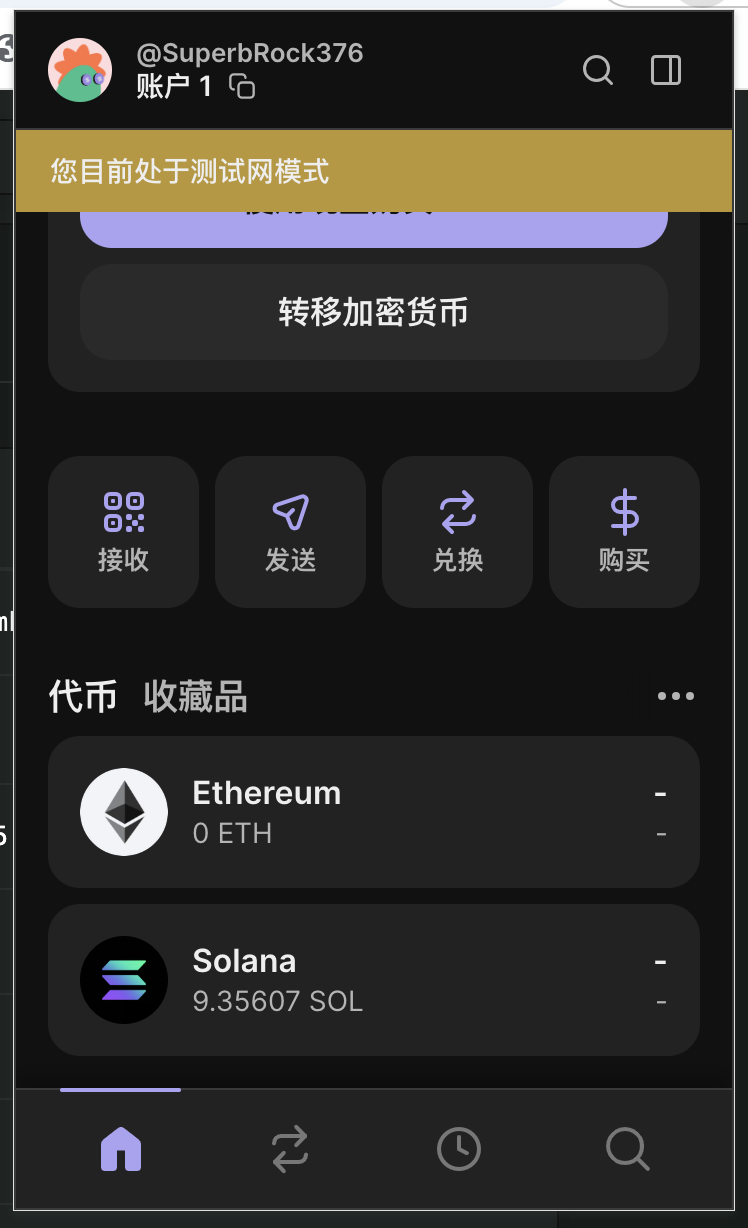 @SuperbRock376
账户 1
您目前处于测试网模式
转移加密货币
接收
发送
兑换
购买
代币 收藏品
Ethereum -
0 ETH -
Solana -
9.35607 SOL -